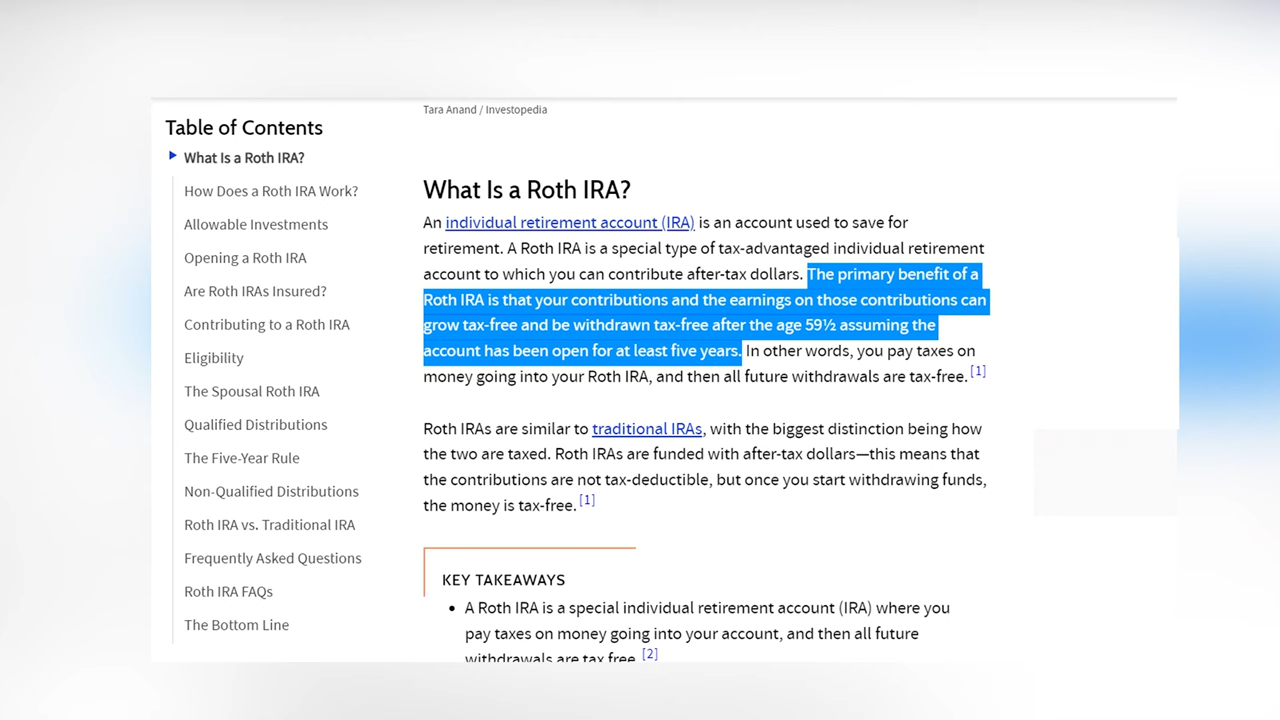 Tara Anand / Investopedia
Table of Contents
What Is a Roth IRA?
How Does a Roth IRA Work?
Allowable Investments
Opening a Roth IRA
Are Roth IRAs Insured?
Contributing to a Roth IRA
Eligibility
The Spousal Roth IRA
Qualified Distributions
The Five-Year Rule
Non-Qualified Distributions
Roth IRA vs. Traditional IRA
Frequently Asked Questions
Roth IRA FAQs
The Bottom Line
What Is a Roth IRA?
An individual retirement account (IRA) is an account used to save for
retirement. A Roth IRA is a special type of tax-advantaged individual retirement
account to which you can contribute after-tax dollars. The primary benefit of a
Roth IRA is that your contributions and the earnings on those contributions can
grow tax-free and be withdrawn tax-free after the age 59½ assuming the
account has been open for at least five years. In other words, you pay taxes on
money going into your Roth IRA, and then all future withdrawals are tax-free. [1]
Roth IRAs are similar to traditional IRAs, with the biggest distinction being how
the two are taxed. Roth IRAs are funded with after-tax dollars—this means that
the contributions are not tax-deductible, but once you start withdrawing funds,
the money is tax-free. [1]
KEY TAKEAWAYS
• A Roth IRA is a special individual retirement account (IRA) where you
pay taxes on money going into your account, and then all future
withdrawals are tax free. [2]